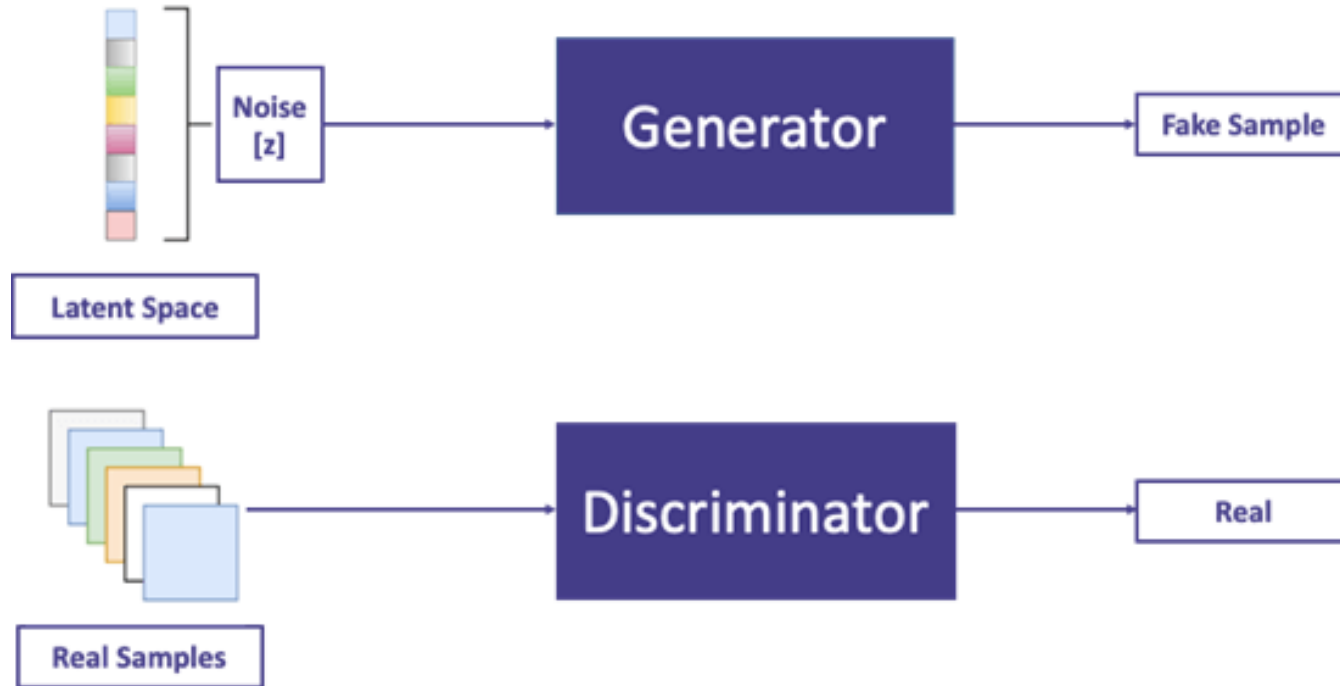 Noise
[z]
Generator
Fake Sample
Latent Space
Discriminator
Real
Real Samples